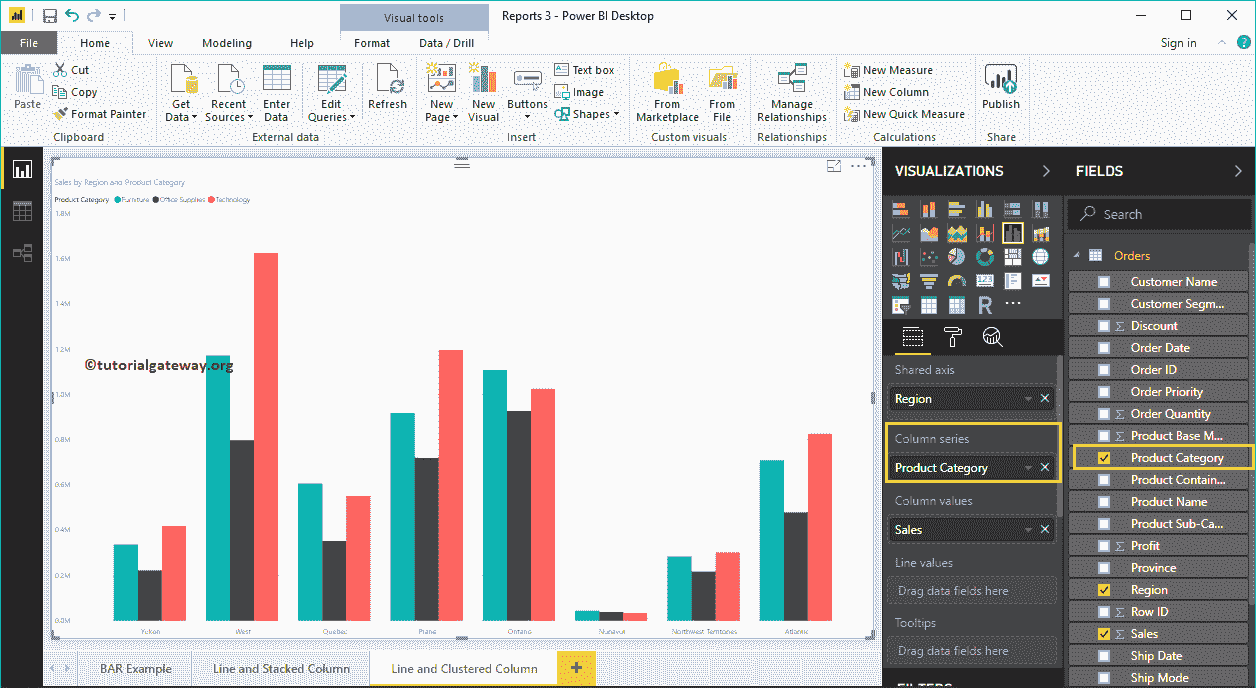 Visual tools
Reports 3 - Power BI Desktop
File Home View Modeling Help Format Data / Drill Sign in
Paste
Cut
Copy
Format Painter
Clipboard
Get Data
Recent Sources
Enter Data
Edit Queries
External data
Refresh
New Page
New Visual
Buttons
Text box
Image
Shapes
Insert
From Marketplace
From File
Custom visuals
Manage Relationships
Relationships
New Measure
New Column
New Quick Measure
Calculations
Publish
Share
Sales by Region and Product Category
Product Category Furniture Office Supplies Technology
1.8M
1.6M
1.4M
1.2M
1.0M
0.8M
0.6M
0.4M
0.2M
0.0M
©tutorialgateway.org
Yukon West Quebec Prarie Ontario Nunavut Northwest Territories Atlantic
BAR Example Line and Stacked Column Line and Clustered Column +
VISUALIZATIONS
123
R
Shared axis
Region
Column series
Product Category
Column values
Sales
Line values
Drag data fields here
Tooltips
Drag data fields here
FILTERS
FIELDS
Search
Orders
Customer Name
Customer Segm...
Σ Discount
Order Date
Order ID
Order Priority
Σ Order Quantity
Σ Product Base M...
Product Category
Product Contain...
Product Name
Product Sub-Ca...
Σ Profit
Province
Region
Σ Row ID
Σ Sales
Ship Date
Ship Mode